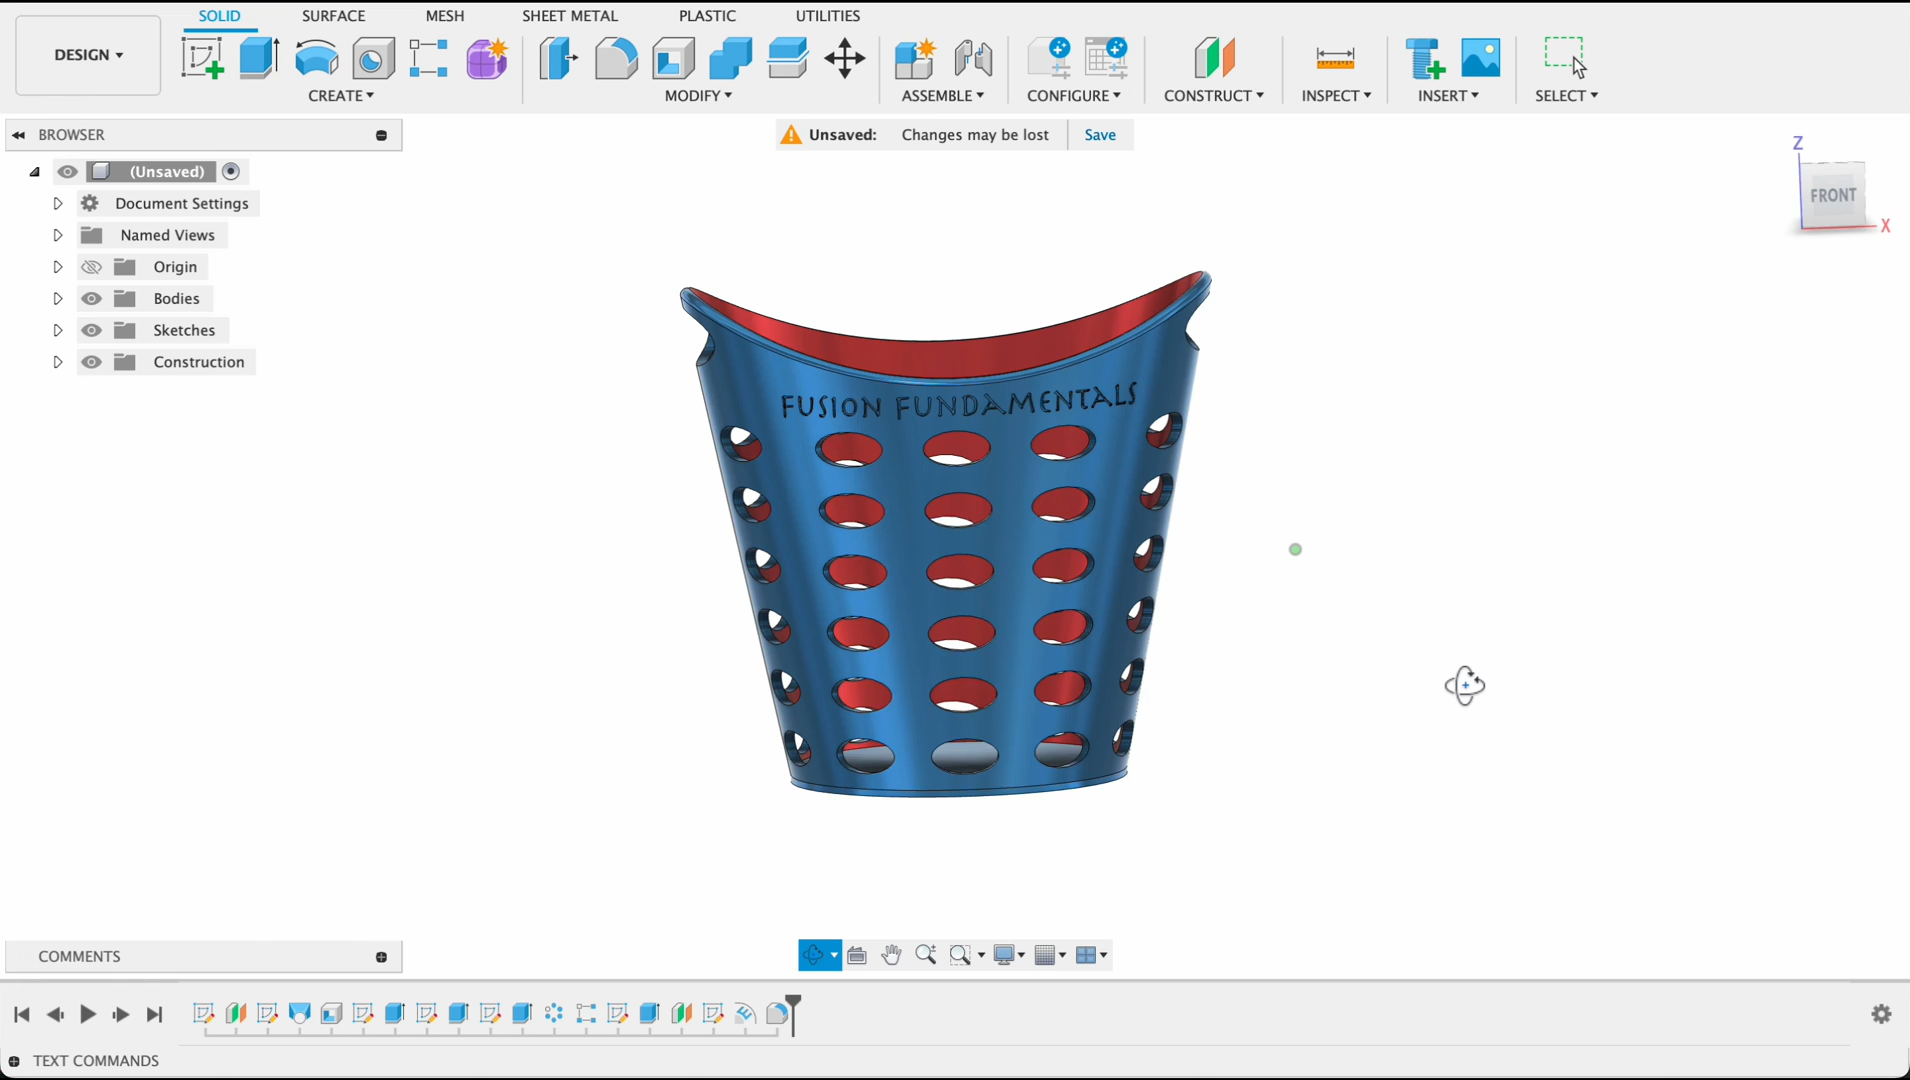 SOLID SURFACE MESH SHEET METAL PLASTIC UTILITIES
DESIGN
CREATE MODIFY ASSEMBLE CONFIGURE CONSTRUCT INSPECT INSERT SELECT
BROWSER
Unsaved: Changes may be lost Save
(Unsaved)
Document Settings
Named Views
Origin
Bodies
Sketches
Construction
Z
FRONT
X
FUSION FUNDAMENTALS
COMMENTS
TEXT COMMANDS